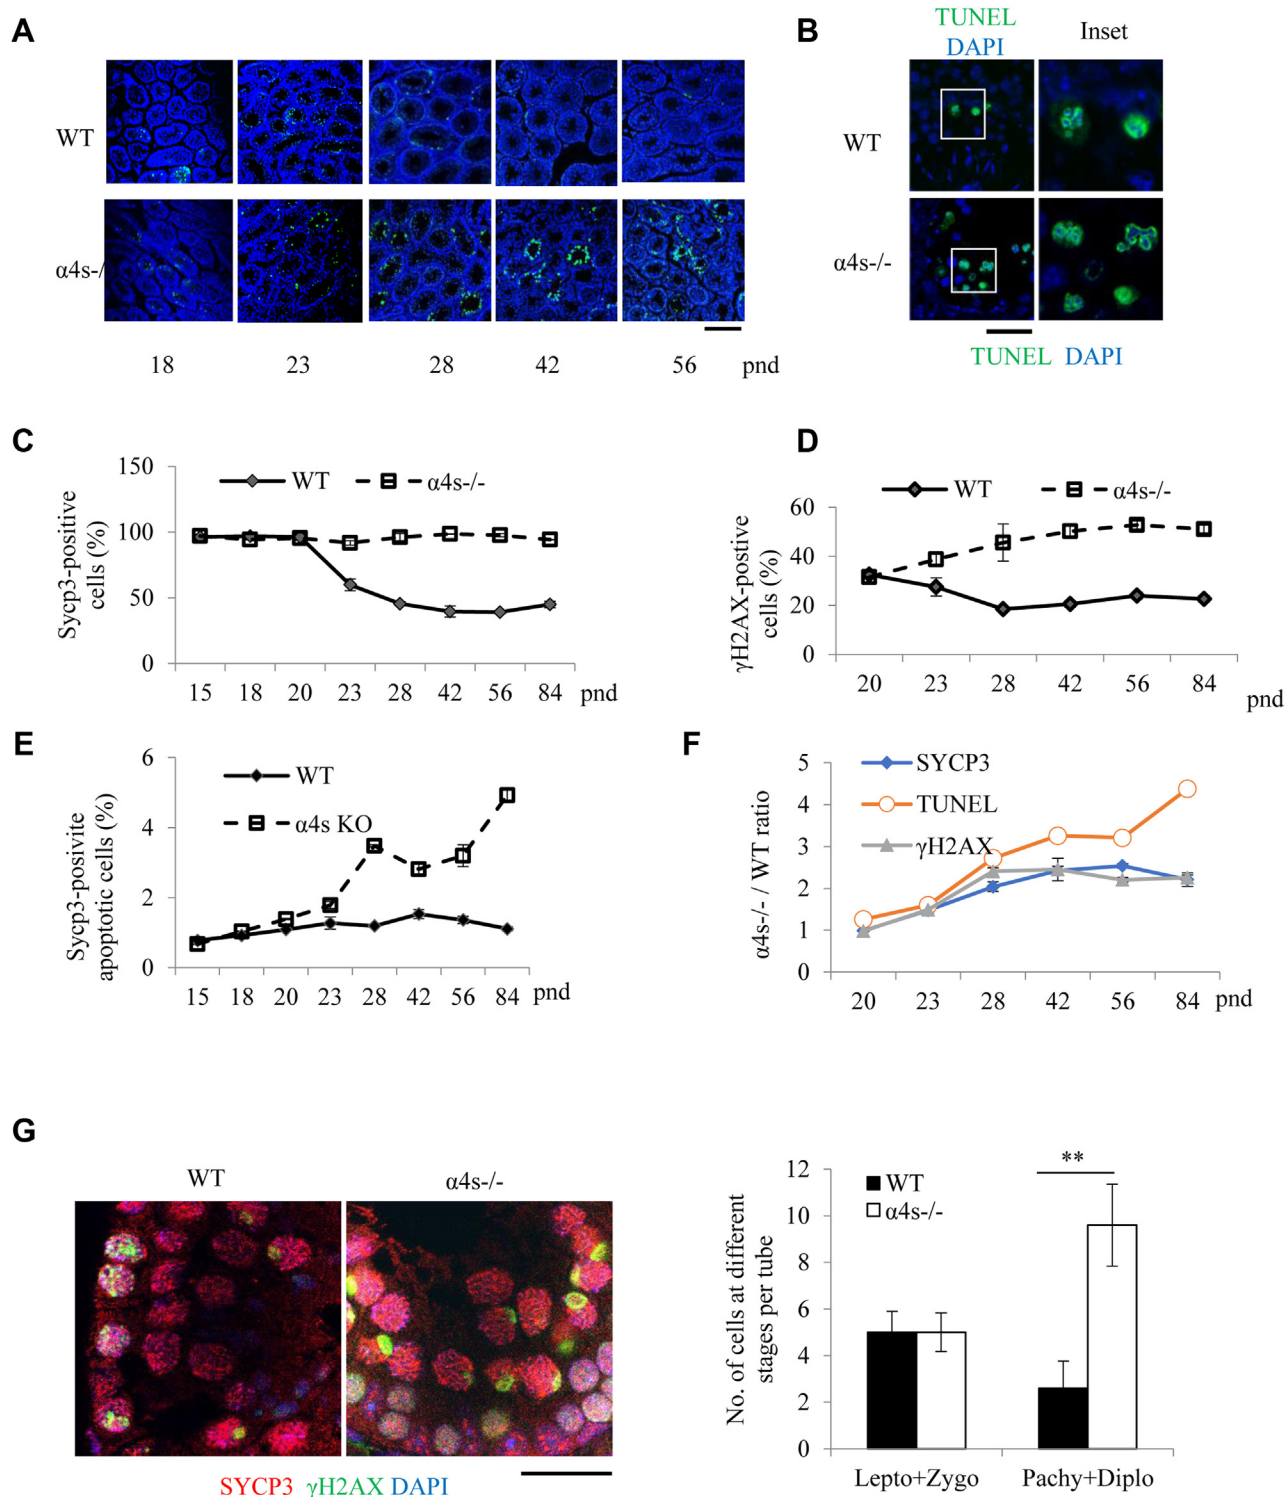 A
WT
α4s-/
18 23 28 42 56 pnd
B
TUNEL
DAPI
Inset
WT
α4s-/-
TUNEL DAPI
C
Sycp3-positive
cells (%)
WT α4s-/-
150
100
50
0
15 18 20 23 28 42 56 84 pnd
D
γH2AX-postive
cells (%)
WT α4s-/-
60
40
20
0
20 23 28 42 56 84 pnd
E
Sycp3-posivite
apoptotic cells (%)
WT
α4s KO
6
4
2
0
15 18 20 23 28 42 56 84 pnd
F
α4s-/- / WT ratio
SYCP3
TUNEL
γH2AX
5
4
3
2
1
0
20 23 28 42 56 84 pnd
G
WT α4s-/-
SYCP3 γH2AX DAPI
No. of cells at different
stages per tube
WT
α4s-/-
**
12
10
8
6
4
2
0
Lepto+Zygo Pachy+Diplo